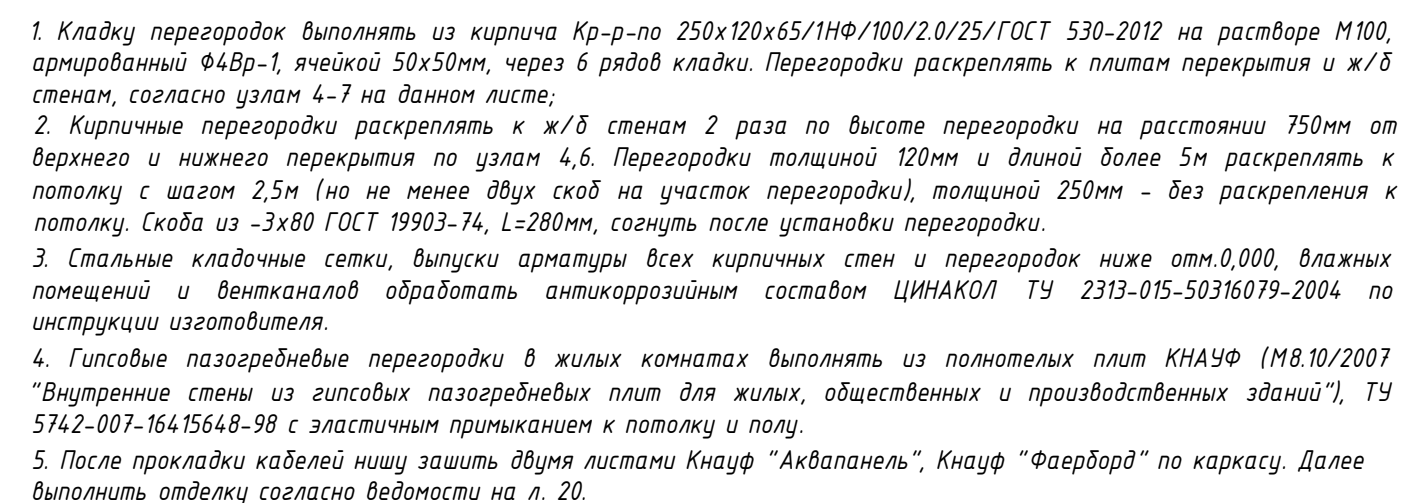 1. Кладку перегородок выполнять из кирпича Кр-р-по 250х120х65/1НФ/100/2.0/25/ГОСТ 530-2012 на растворе М100,
армированный Ф4Вр-1, ячейкой 50х50мм, через 6 рядов кладки. Перегородки раскреплять к плитам перекрытия и ж/б
стенам, согласно узлам 4-7 на данном листе;
2. Кирпичные перегородки раскреплять к ж/б стенам 2 раза по высоте перегородки на расстоянии 750мм от
верхнего и нижнего перекрытия по узлам 4,6. Перегородки толщиной 120мм и длиной более 5м раскреплять к
потолку с шагом 2,5м (но не менее двух скоб на участок перегородки), толщиной 250мм - без раскрепления к
потолку. Скоба из -3х80 ГОСТ 19903-74, L=280мм, согнуть после установки перегородки.
3. Стальные кладочные сетки, выпуски арматуры всех кирпичных стен и перегородок ниже отм.0,000, влажных
помещений и вентканалов обработать антикоррозийным составом ЦИНАКОЛ ТУ 2313-015-50316079-2004 по
инструкции изготовителя.
4. Гипсовые пазогребневые перегородки в жилых комнатах выполнять из полнотелых плит КНАУФ (М8.10/2007
"Внутренние стены из гипсовых пазогребневых плит для жилых, общественных и производственных зданий"), ТУ
5742-007-16415648-98 с эластичным примыканием к потолку и полу.
5. После прокладки кабелей нишу зашить двумя листами Кнауф "Аквапанель", Кнауф "Фаерборд" по каркасу. Далее
выполнить отделку согласно ведомости на л. 20.